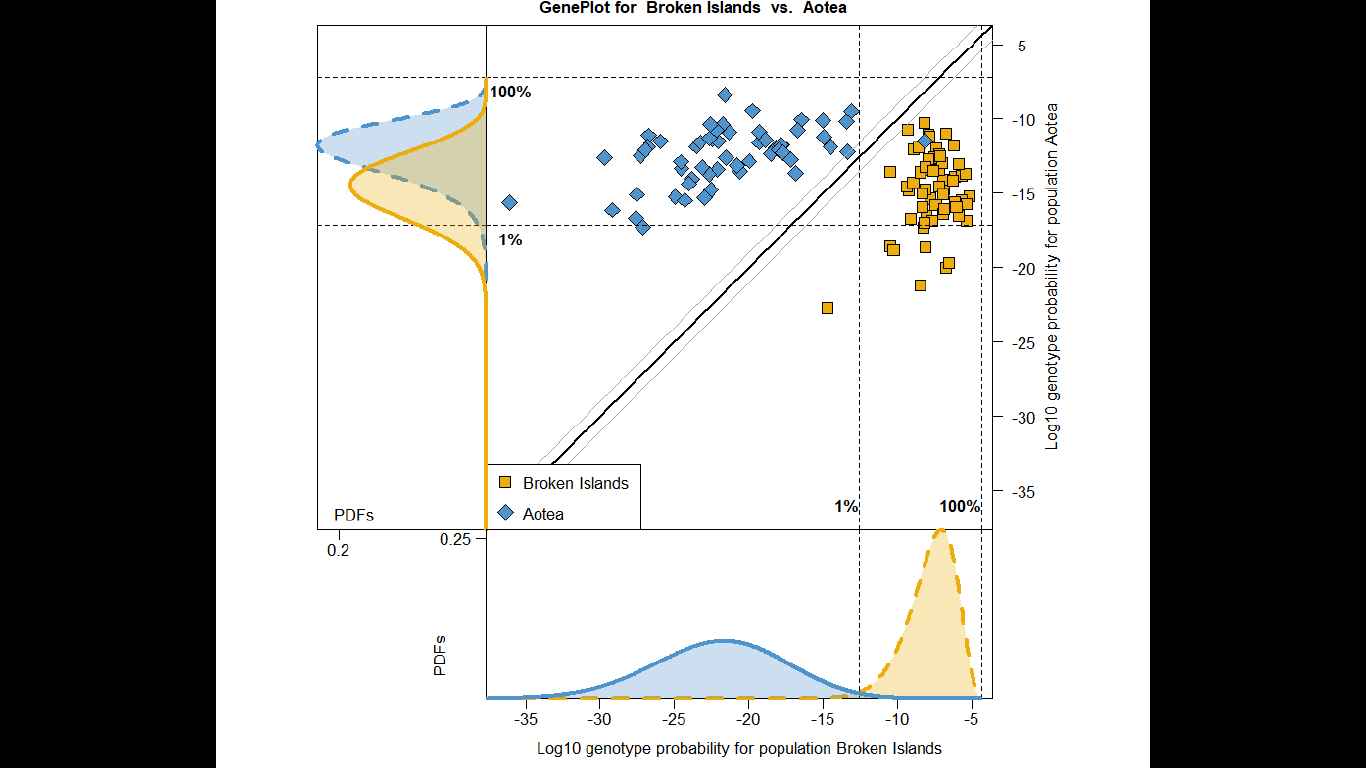 GenePlot for Broken Islands vs. Aotea
100%
1%
5
-10
-15
-20
-25
-30
-35
Log10 genotype probability for population Aotea
Broken Islands
Aotea
1%
100%
PDFs
0.2
0.25
PDFs
-35
-30
-25
-20
-15
-10
-5
Log10 genotype probability for population Broken Islands